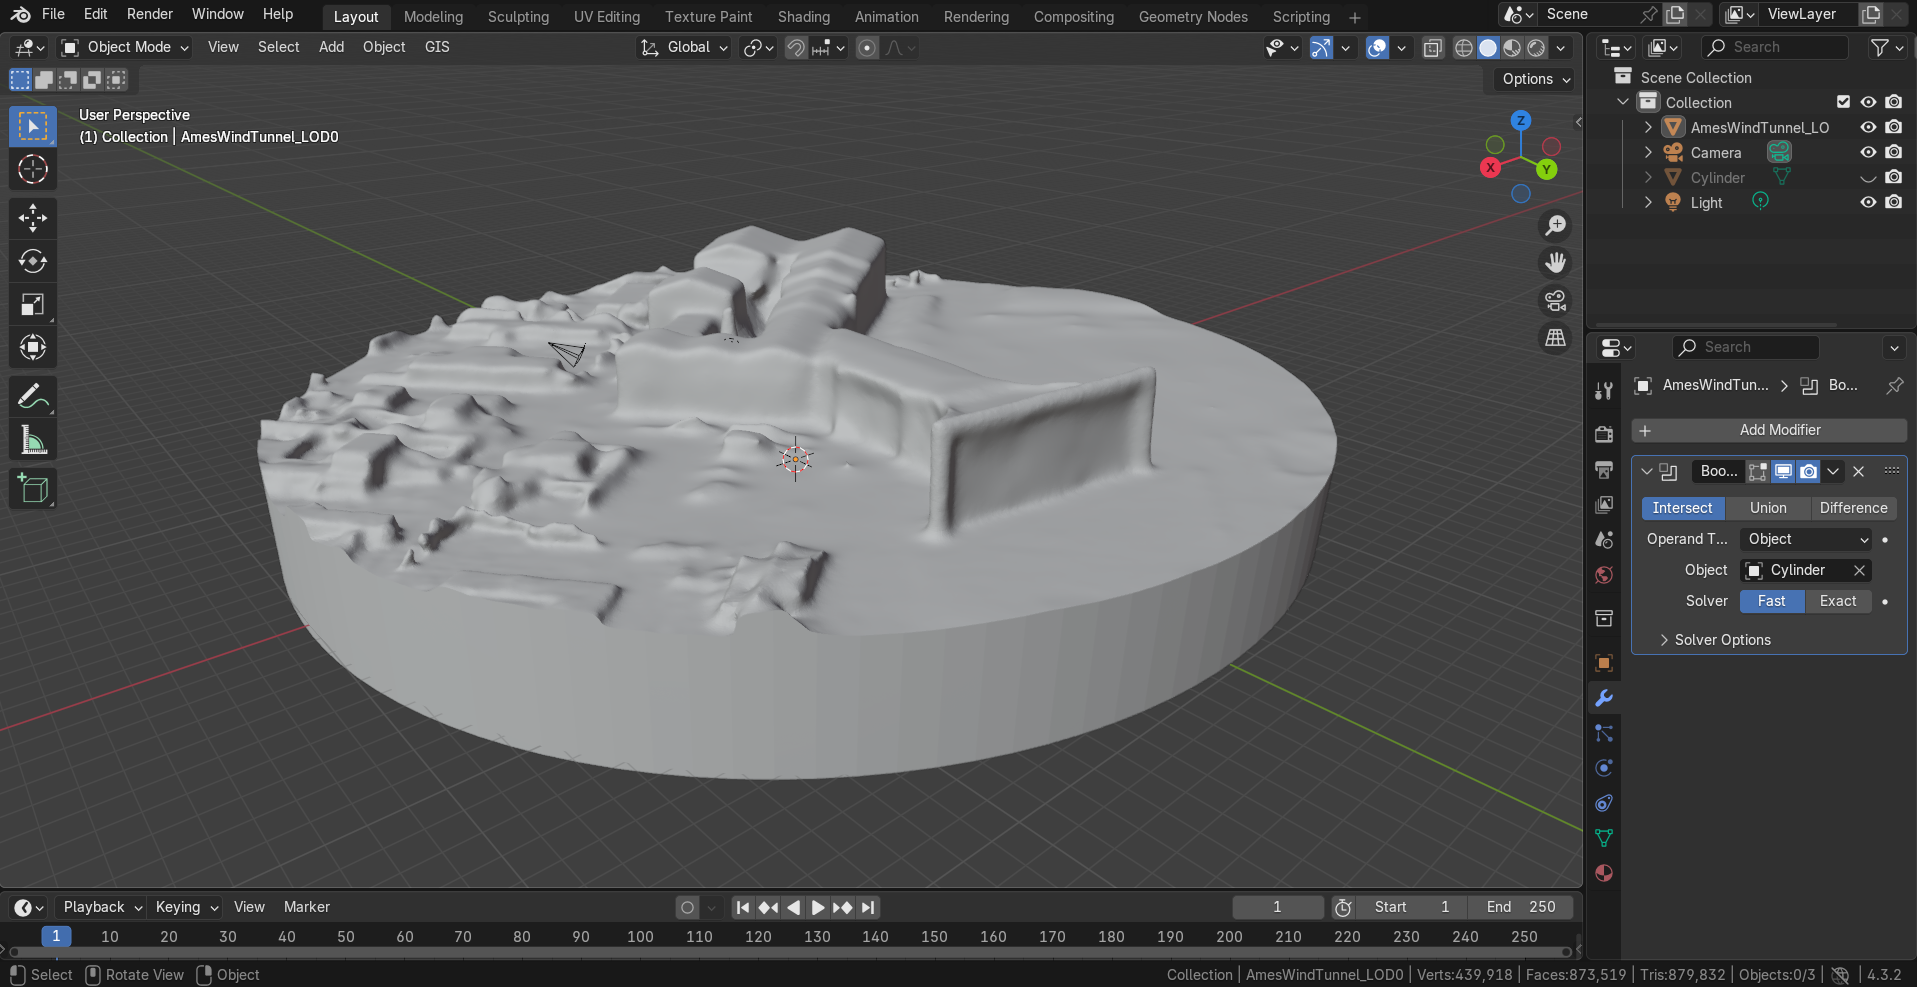 File Edit Render Window Help Layout Modeling Sculpting UV Editing Texture Paint Shading Animation Rendering Compositing Geometry Nodes Scripting + Scene ViewLayer
Object Mode View Select Add Object GIS Global Search
Options
User Perspective
(1) Collection | AmesWindTunnel_LOD0
Z
X
Y
Scene Collection
Collection
AmesWindTunnel_LO
Camera
Cylinder
Light
Search
AmesWindTun... Bo...
+ Add Modifier
Boo...
Intersect Union Difference
Operand T... Object
Object Cylinder
Solver Fast Exact
Solver Options
Playback Keying View Marker 1 Start 1 End 250
1 10 20 30 40 50 60 70 80 90 100 110 120 130 140 150 160 170 180 190 200 210 220 230 240 250
Select Rotate View Object Collection | AmesWindTunnel_LOD0 | Verts:439,918 | Faces:873,519 | Tris:879,832 | Objects:0/3 | 4.3.2